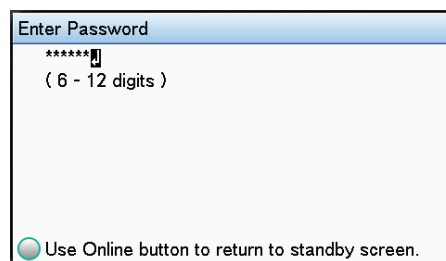 Enter Password
******↲
( 6 - 12 digits )
Use Online button to return to standby screen.